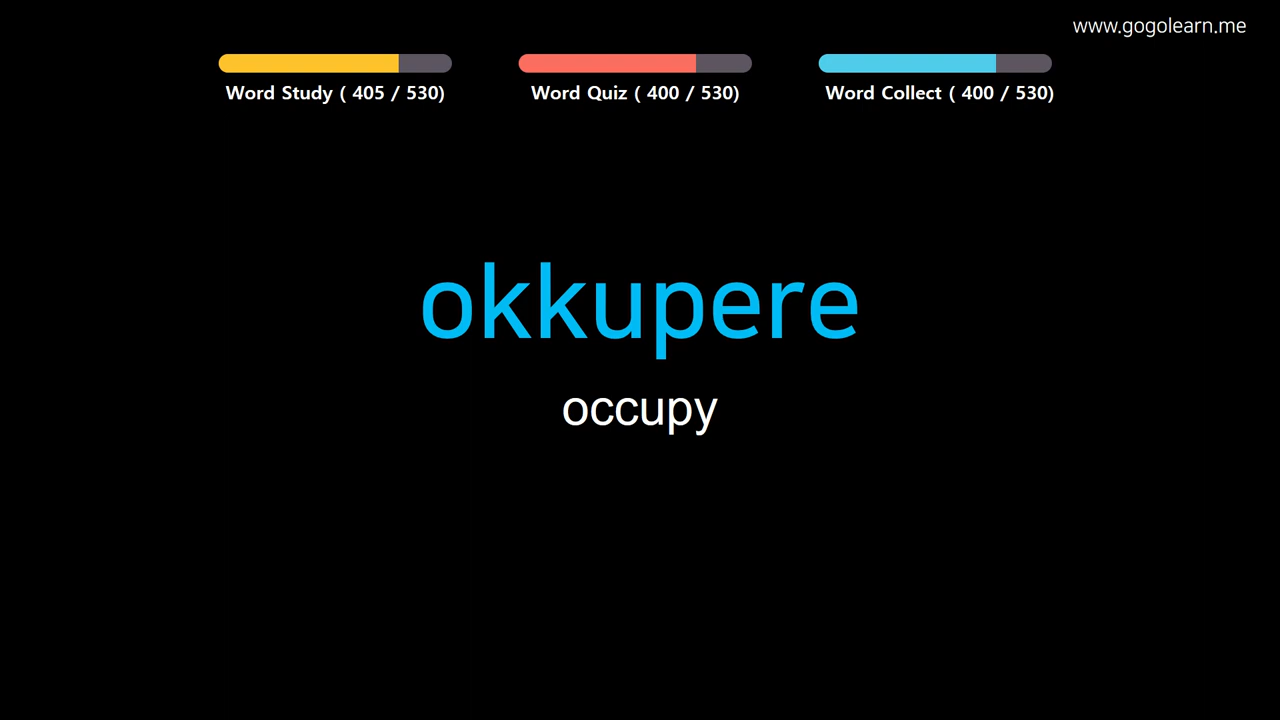 www.gogolearn.me
Word Study ( 405 / 530)
Word Quiz ( 400 / 530)
Word Collect ( 400 / 530)
okkupere
occupy